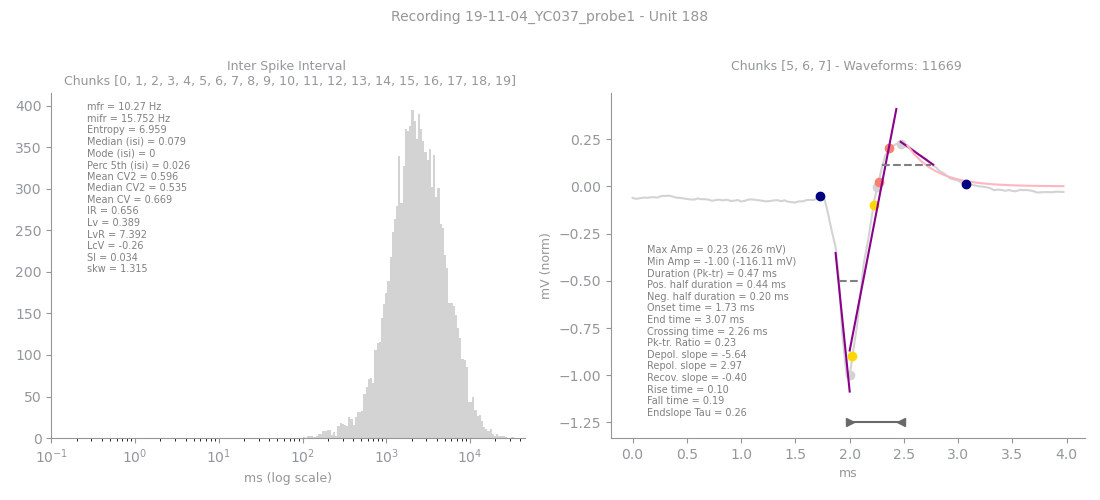 Recording 19-11-04_YC037_probe1 - Unit 188
Inter Spike Interval
Chunks [0, 1, 2, 3, 4, 5, 6, 7, 8, 9, 10, 11, 12, 13, 14, 15, 16, 17, 18, 19]
400
350
300
250
200
150
100
50
0
mfr = 10.27 Hz
mifr = 15.752 Hz
Entropy = 6.959
Median (isi) = 0.079
Mode (isi) = 0
Perc 5th (isi) = 0.026
Mean CV2 = 0.596
Median CV2 = 0.535
Mean CV = 0.669
IR = 0.656
Lv = 0.389
LvR = 7.392
LcV = -0.26
SI = 0.034
skw = 1.315
10⁻¹ 10⁰ 10¹ 10² 10³ 10⁴
ms (log scale)
Chunks [5, 6, 7] - Waveforms: 11669
mV (norm)
0.25
0.00
−0.25
−0.50
−0.75
−1.00
−1.25
Max Amp = 0.23 (26.26 mV)
Min Amp = -1.00 (-116.11 mV)
Duration (Pk-tr) = 0.47 ms
Pos. half duration = 0.44 ms
Neg. half duration = 0.20 ms
Onset time = 1.73 ms
End time = 3.07 ms
Crossing time = 2.26 ms
Pk-tr. Ratio = 0.23
Depol. slope = -5.64
Repol. slope = 2.97
Recov. slope = -0.40
Rise time = 0.10
Fall time = 0.19
Endslope Tau = 0.26
0.0 0.5 1.0 1.5 2.0 2.5 3.0 3.5 4.0
ms